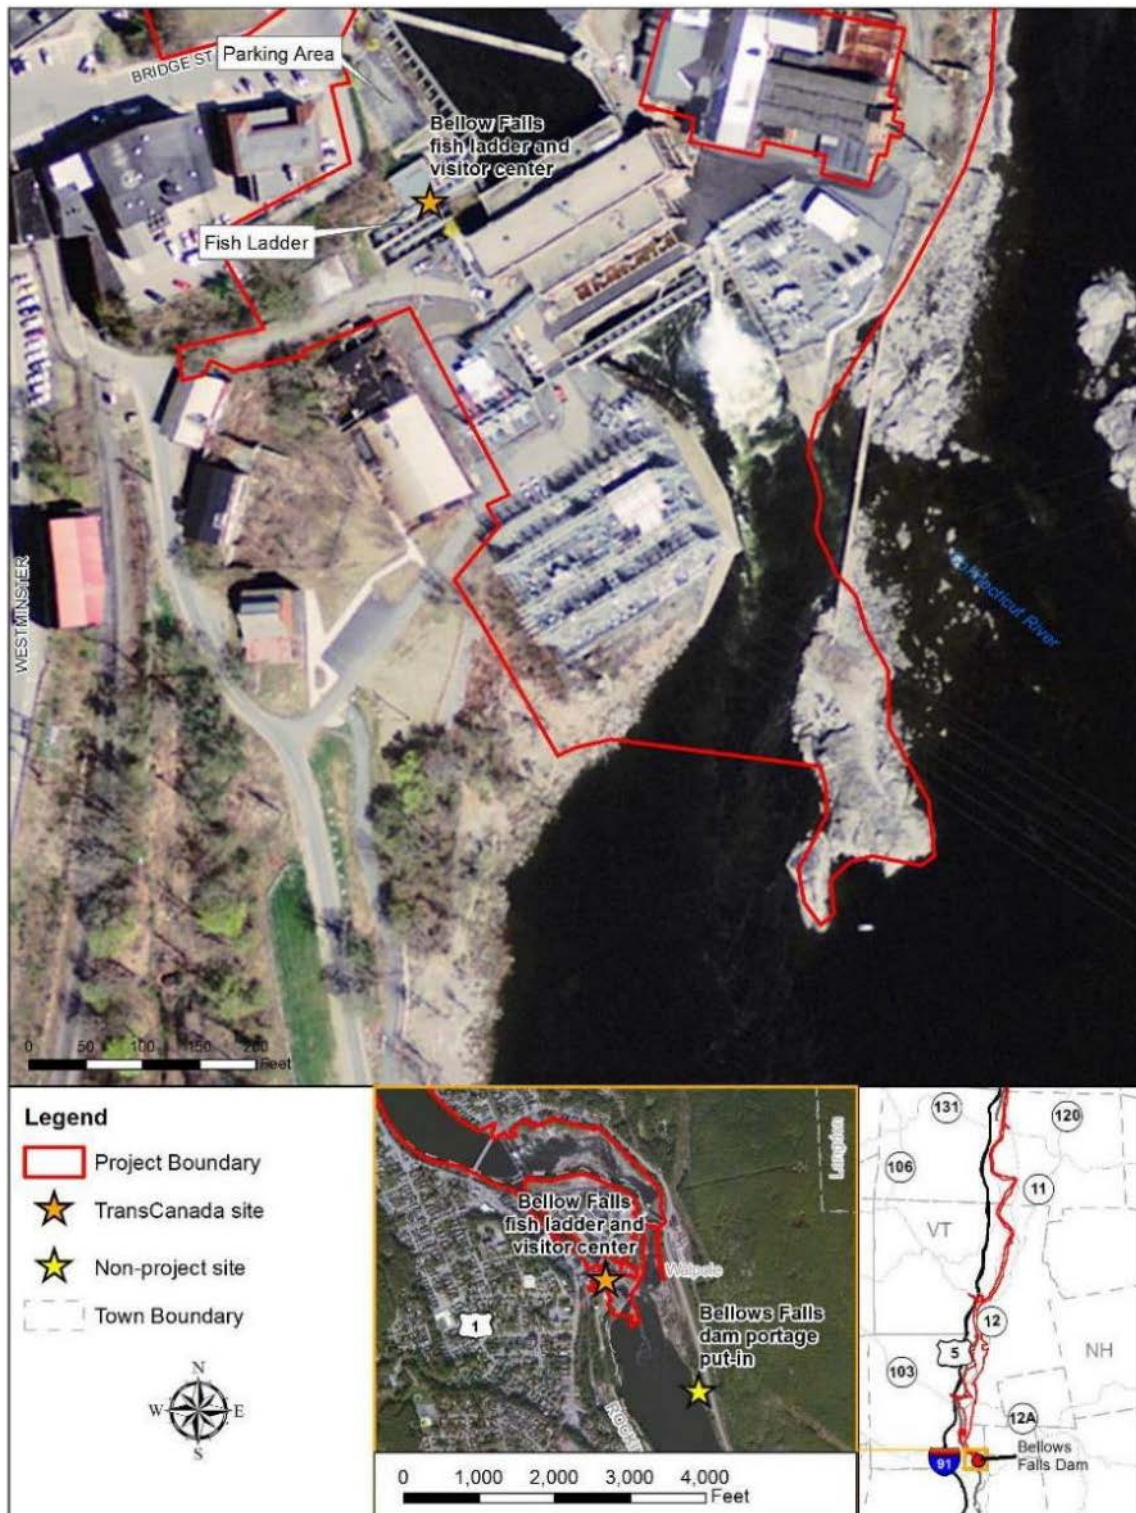 BRIDGE ST
Parking Area
Bellow Falls
fish ladder and
visitor center
Fish Ladder
WESTMINSTER
Connecticut River
0 50 100 150 200
Feet
Legend
Project Boundary
TransCanada site
Non-project site
Town Boundary
N
W E
S
Langdon
Bellow Falls
fish ladder and
visitor center
Walpole
1
Bellows Falls
dam portage
put-in
0 1,000 2,000 3,000 4,000
Feet
131
120
106
11
VT
12
5
NH
103
12A
91
Bellows
Falls Dam